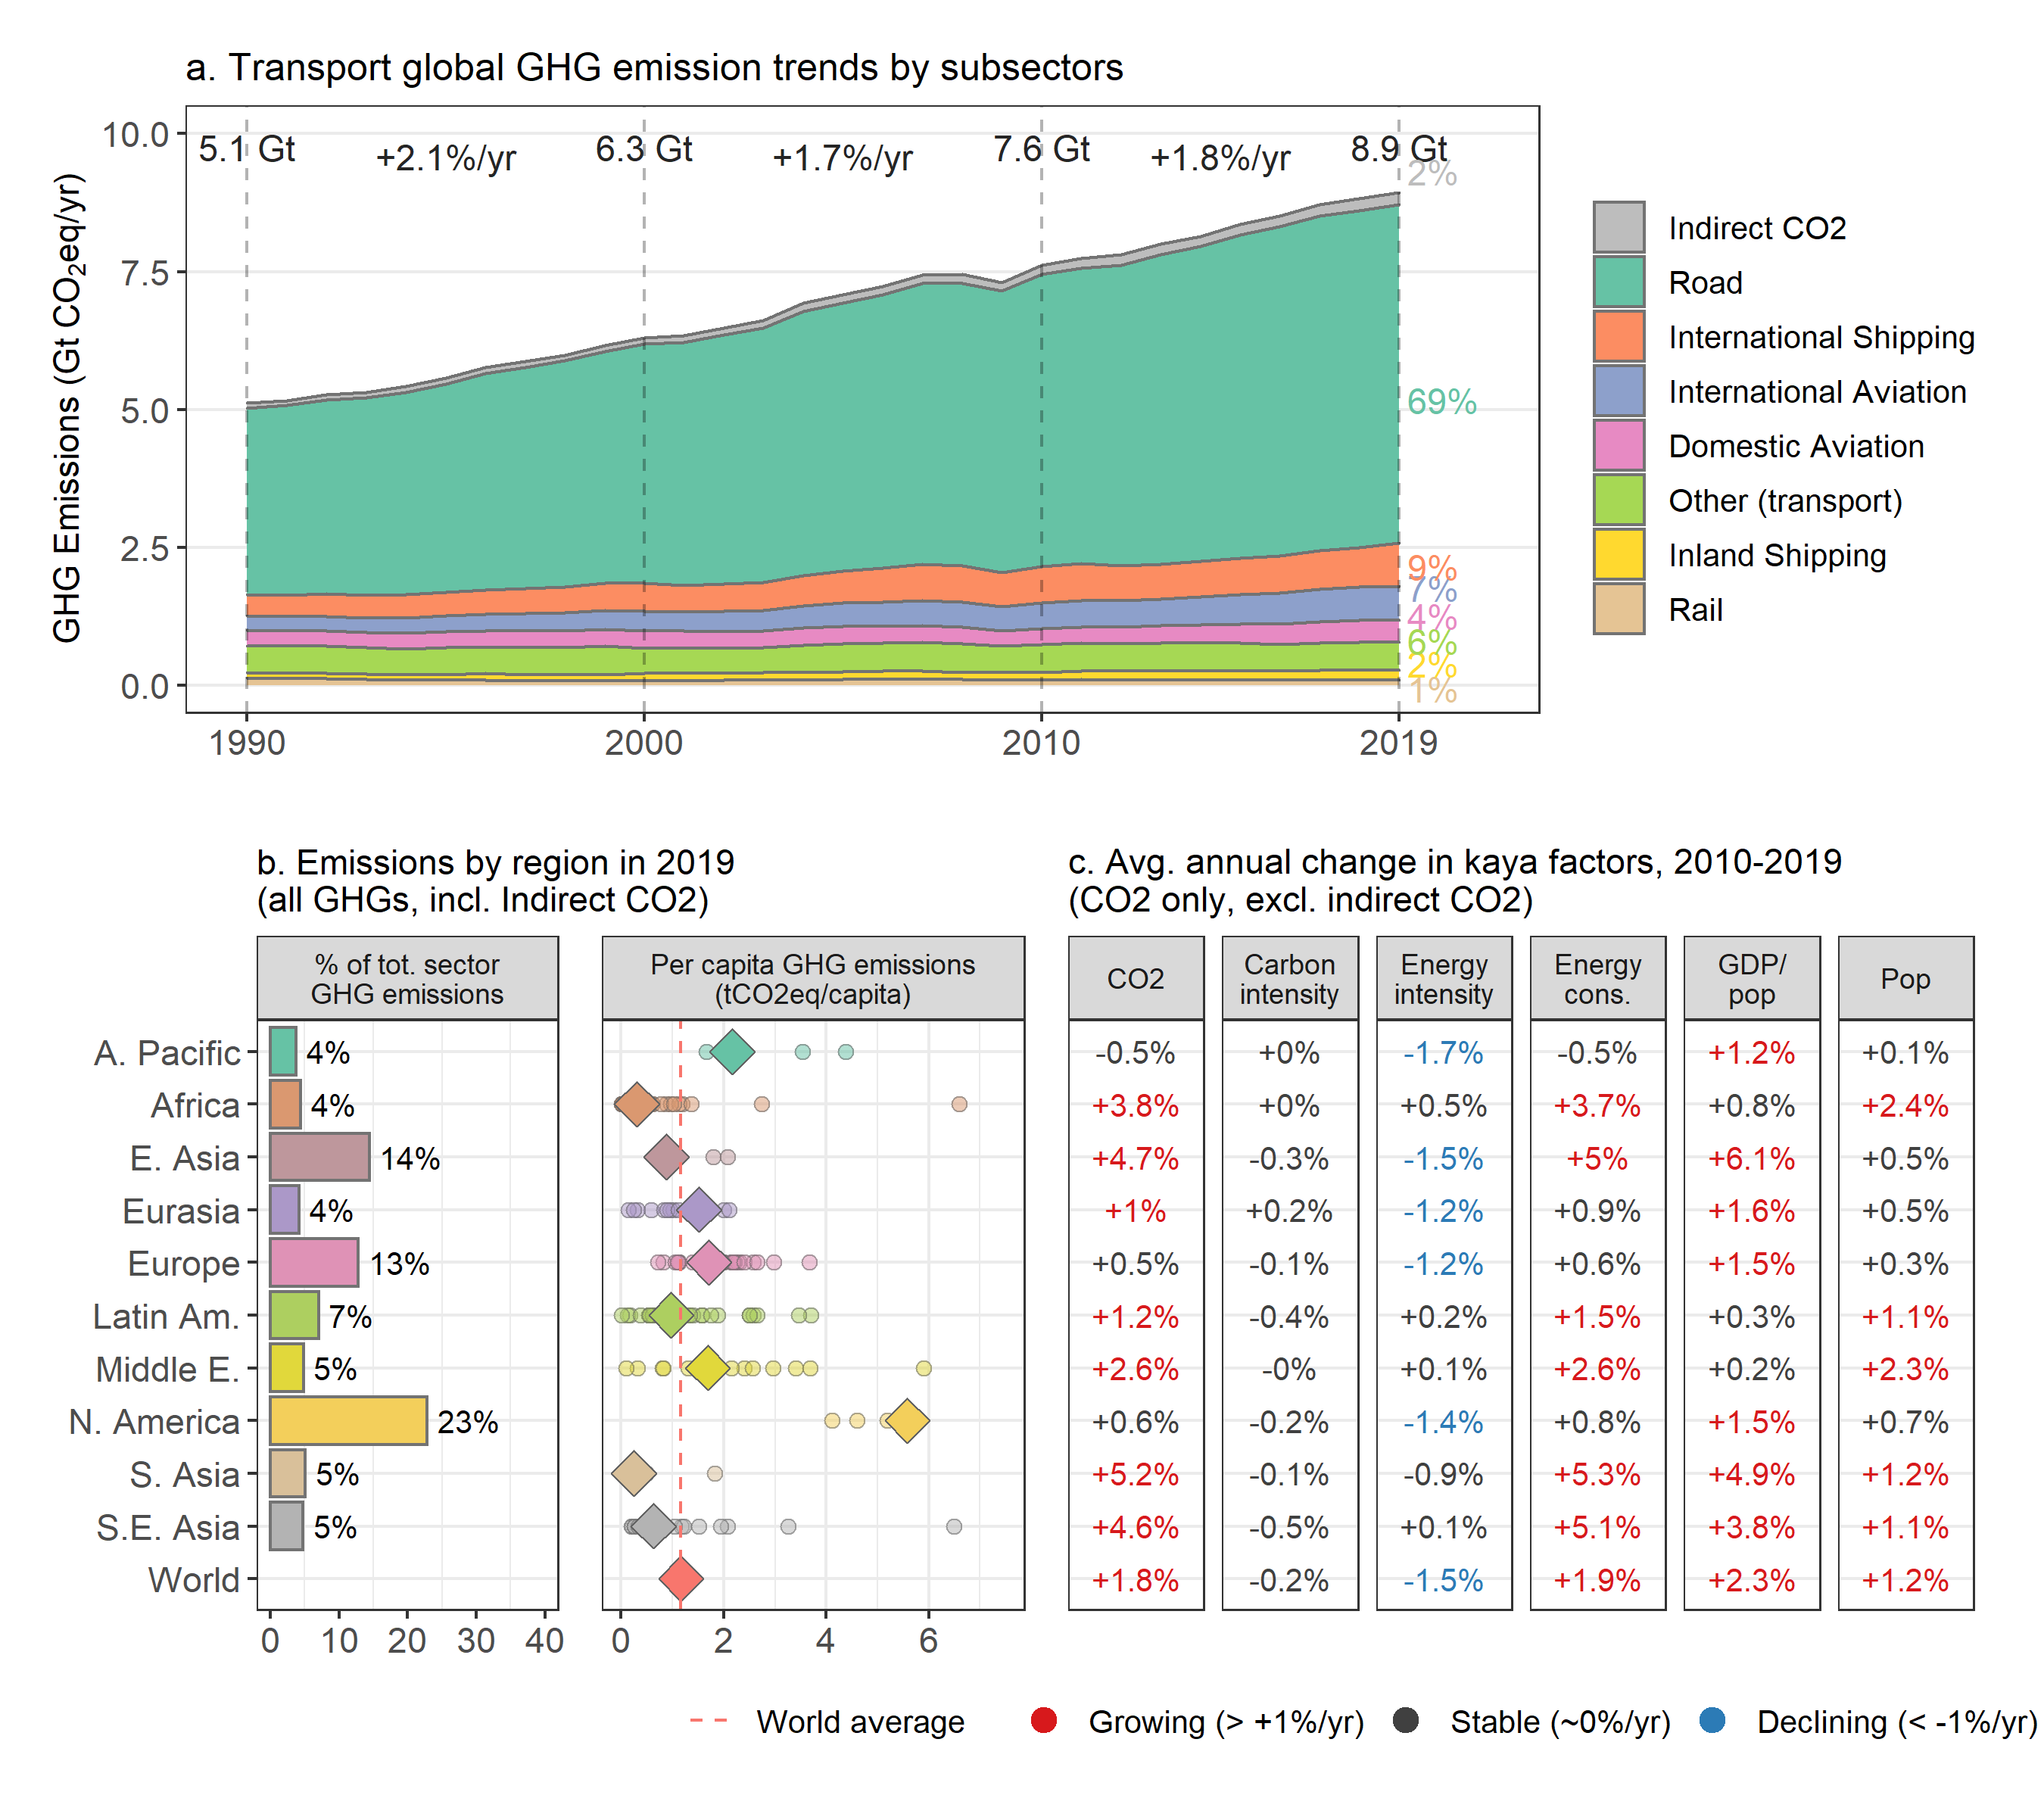 a. Transport global GHG emission trends by subsectors
GHG Emissions (Gt CO₂eq/yr)
10.0
7.5
5.0
2.5
0.0
5.1 Gt
+2.1%/yr
6.3 Gt
+1.7%/yr
7.6 Gt
+1.8%/yr
8.9 Gt
2%
69%
9%
7%
4%
6%
2%
1%
1990
2000
2010
2019
Indirect CO2
Road
International Shipping
International Aviation
Domestic Aviation
Other (transport)
Inland Shipping
Rail
b. Emissions by region in 2019
(all GHGs, incl. Indirect CO2)
% of tot. sector
GHG emissions
Per capita GHG emissions
(tCO2eq/capita)
c. Avg. annual change in kaya factors, 2010-2019
(CO2 only, excl. indirect CO2)
CO2
Carbon
intensity
Energy
intensity
Energy
cons.
GDP/
pop
Pop
A. Pacific 4% -0.5% +0% -1.7% -0.5% +1.2% +0.1%
Africa 4% +3.8% +0% +0.5% +3.7% +0.8% +2.4%
E. Asia 14% +4.7% -0.3% -1.5% +5% +6.1% +0.5%
Eurasia 4% +1% +0.2% -1.2% +0.9% +1.6% +0.5%
Europe 13% +0.5% -0.1% -1.2% +0.6% +1.5% +0.3%
Latin Am. 7% +1.2% -0.4% +0.2% +1.5% +0.3% +1.1%
Middle E. 5% +2.6% -0% +0.1% +2.6% +0.2% +2.3%
N. America 23% +0.6% -0.2% -1.4% +0.8% +1.5% +0.7%
S. Asia 5% +5.2% -0.1% -0.9% +5.3% +4.9% +1.2%
S.E. Asia 5% +4.6% -0.5% +0.1% +5.1% +3.8% +1.1%
World +1.8% -0.2% -1.5% +1.9% +2.3% +1.2%
0 10 20 30 40
0 2 4 6
World average
Growing (> +1%/yr)
Stable (~0%/yr)
Declining (< -1%/yr)